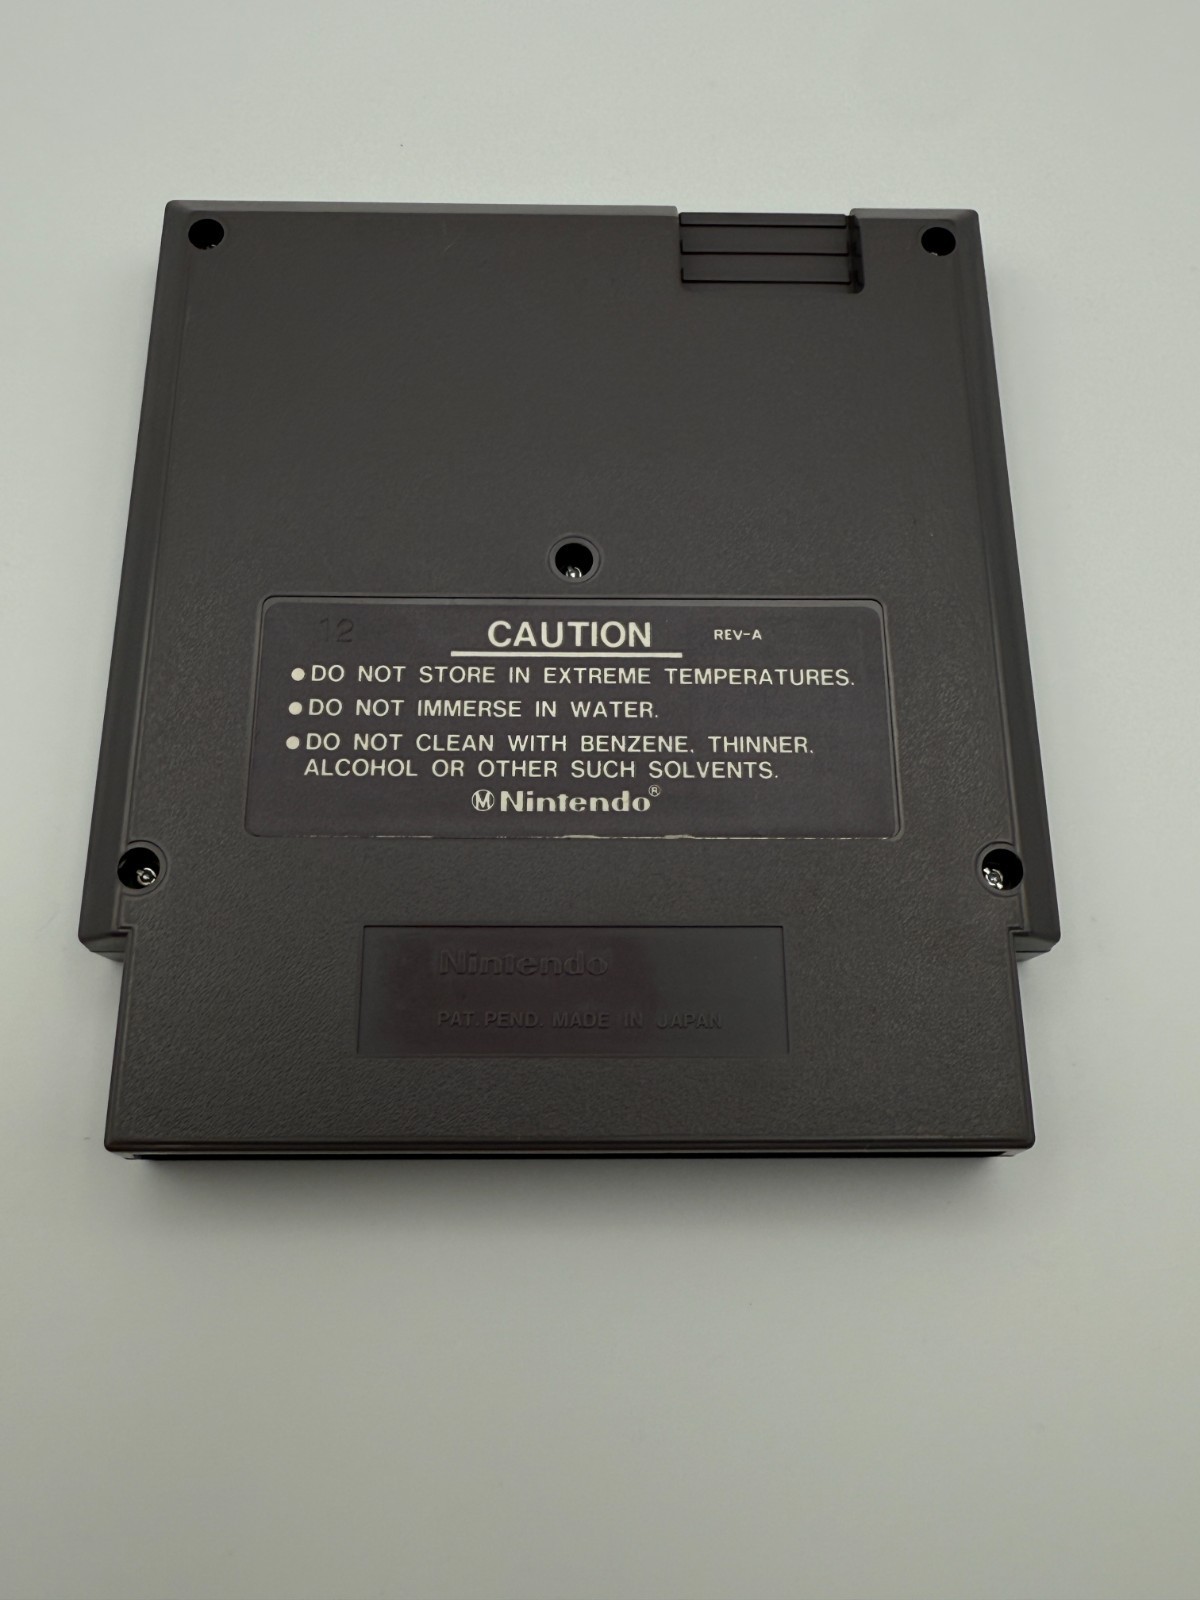 12
CAUTION REV-A
●DO NOT STORE IN EXTREME TEMPERATURES.
●DO NOT IMMERSE IN WATER.
●DO NOT CLEAN WITH BENZENE, THINNER,
ALCOHOL OR OTHER SUCH SOLVENTS.
Ⓜ Nintendo®
Nintendo
PAT. PEND. MADE IN JAPAN